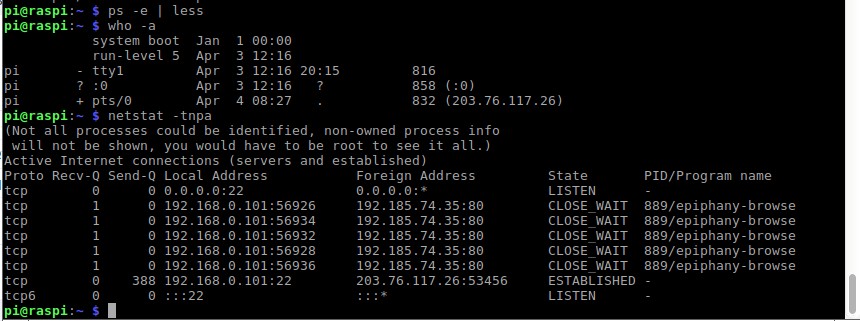 pi@raspi:~ $ ps -e | less
pi@raspi:~ $ who -a
           system boot  Jan  1 00:00
           run-level 5  Apr  3 12:16
pi       - tty1         Apr  3 12:16 20:15         816
pi       ? :0           Apr  3 12:16   ?           858 (:0)
pi       + pts/0        Apr  4 08:27   .           832 (203.76.117.26)
pi@raspi:~ $ netstat -tnpa
(Not all processes could be identified, non-owned process info
 will not be shown, you would have to be root to see it all.)
Active Internet connections (servers and established)
Proto Recv-Q Send-Q Local Address           Foreign Address         State       PID/Program name
tcp        0      0 0.0.0.0:22              0.0.0.0:*               LISTEN      -
tcp        1      0 192.168.0.101:56926     192.185.74.35:80        CLOSE_WAIT  889/epiphany-browse
tcp        1      0 192.168.0.101:56934     192.185.74.35:80        CLOSE_WAIT  889/epiphany-browse
tcp        1      0 192.168.0.101:56932     192.185.74.35:80        CLOSE_WAIT  889/epiphany-browse
tcp        1      0 192.168.0.101:56928     192.185.74.35:80        CLOSE_WAIT  889/epiphany-browse
tcp        1      0 192.168.0.101:56936     192.185.74.35:80        CLOSE_WAIT  889/epiphany-browse
tcp        0    388 192.168.0.101:22        203.76.117.26:53456     ESTABLISHED -
tcp6       0      0 :::22                   :::*                    LISTEN      -
pi@raspi:~ $